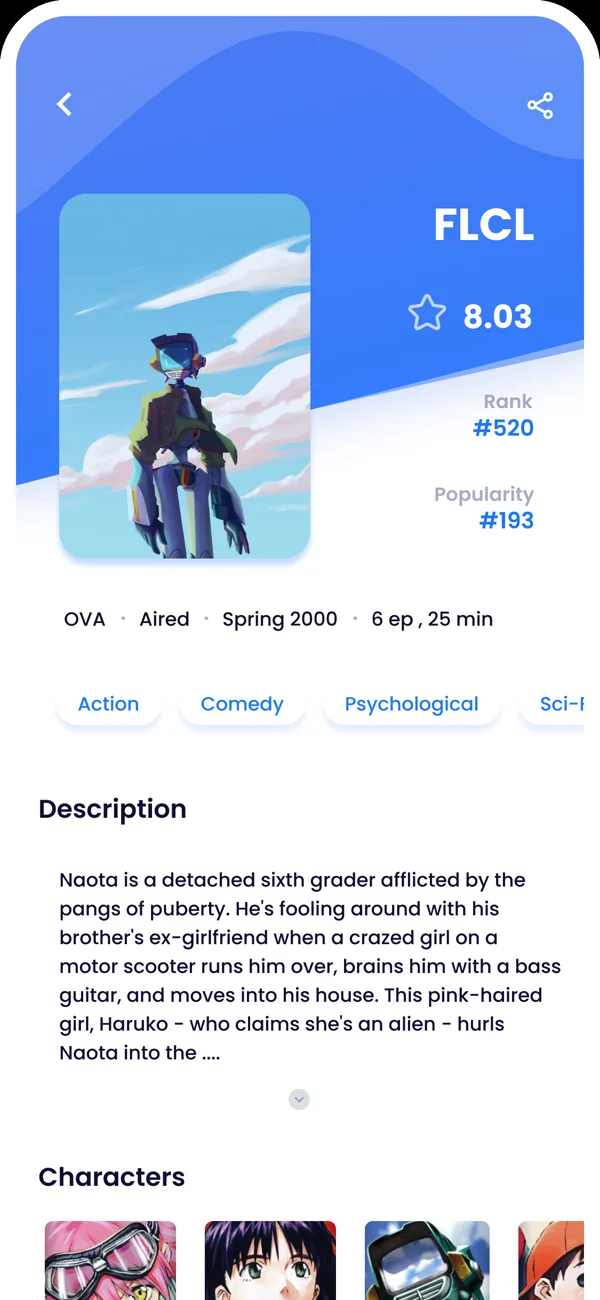 FLCL
8.03
Rank
#520
Popularity
#193
OVA · Aired · Spring 2000 · 6 ep , 25 min
Action Comedy Psychological Sci-F
Description
Naota is a detached sixth grader afflicted by the
pangs of puberty. He's fooling around with his
brother's ex-girlfriend when a crazed girl on a
motor scooter runs him over, brains him with a bass
guitar, and moves into his house. This pink-haired
girl, Haruko - who claims she's an alien - hurls
Naota into the ....
Characters